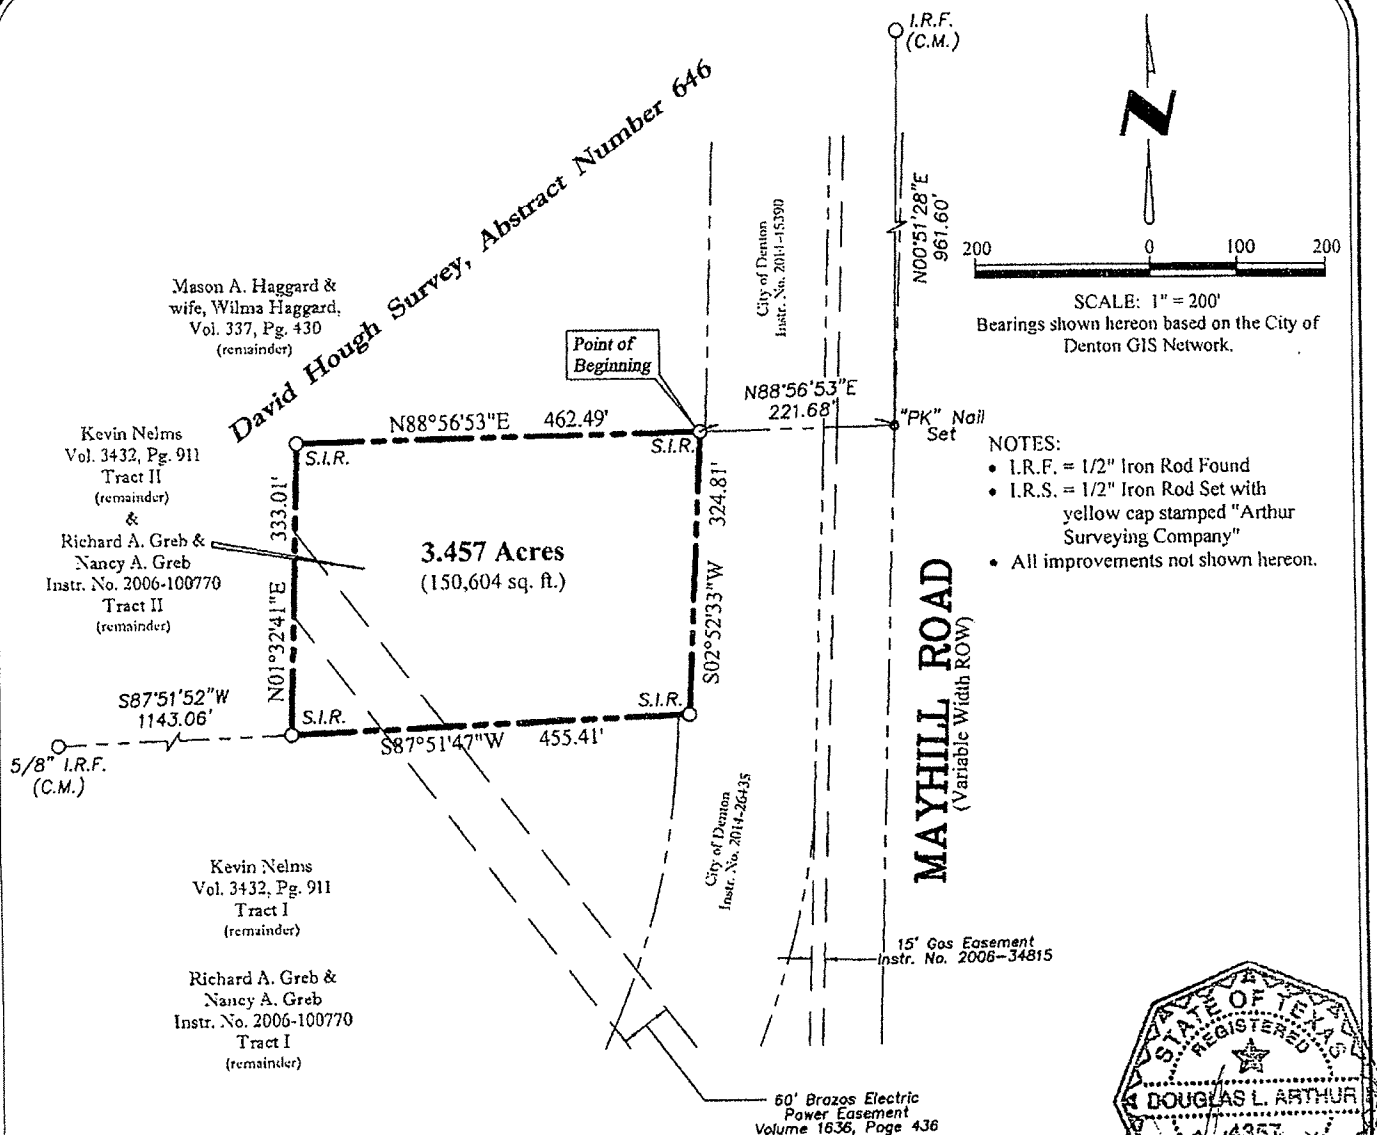 I.R.F.
(C.M.)
David Hough Survey, Abstract Number 646
N00°51'28"E
961.60'
N
200 0 100 200
SCALE: 1" = 200'
Bearings shown hereon based on the City of
Denton GIS Network.
Mason A. Haggard &
wife, Wilma Haggard,
Vol. 337, Pg. 430
(remainder)
City of Denton
Instr. No. 2011-15390
Point of
Beginning
N88°56'53"E
221.68'
"PK" Nail
Set
N88°56'53"E 462.49'
S.I.R.
S.I.R.
Kevin Nelms
Vol. 3432, Pg. 911
Tract II
(remainder)
&
Richard A. Greb &
Nancy A. Greb
Instr. No. 2006-100770
Tract II
(remainder)
N01°32'41"E 333.01'
3.457 Acres
(150,604 sq. ft.)
S02°52'33"W 324.81'
NOTES:
• I.R.F. = 1/2" Iron Rod Found
• I.R.S. = 1/2" Iron Rod Set with
yellow cap stamped "Arthur
Surveying Company"
• All improvements not shown hereon.
MAYHILL ROAD
(Variable Width ROW)
S87°51'52"W
1143.06'
5/8" I.R.F.
(C.M.)
S.I.R.
S.I.R.
S87°51'47"W 455.41'
City of Denton
Instr. No. 2014-26435
Kevin Nelms
Vol. 3432, Pg. 911
Tract I
(remainder)
Richard A. Greb &
Nancy A. Greb
Instr. No. 2006-100770
Tract I
(remainder)
15' Gas Easement
Instr. No. 2006-34815
60' Brazos Electric
Power Easement
Volume 1636, Page 436
STATE OF TEXAS
REGISTERED
DOUGLAS L. ARTHUR
4357